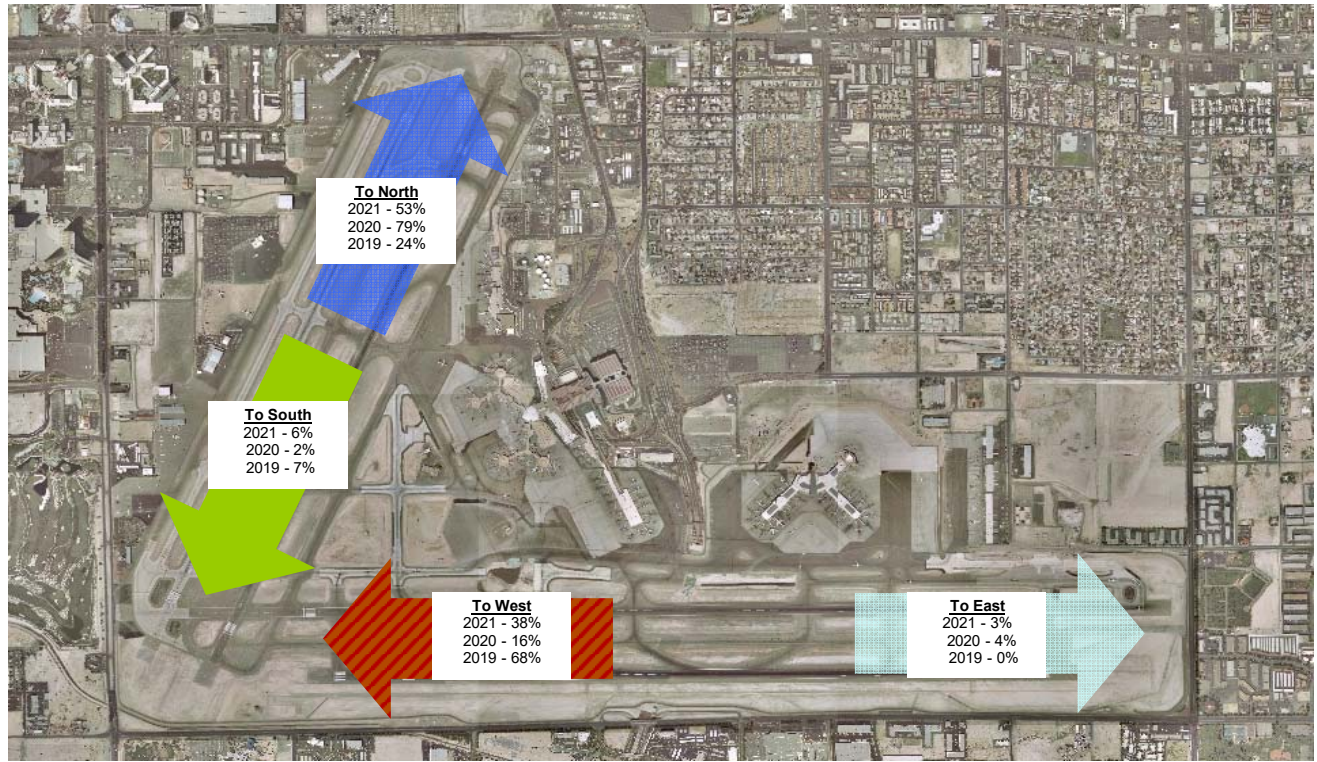 To North
2021 - 53%
2020 - 79%
2019 - 24%
To South
2021 - 6%
2020 - 2%
2019 - 7%
To West
2021 - 38%
2020 - 16%
2019 - 68%
To East
2021 - 3%
2020 - 4%
2019 - 0%